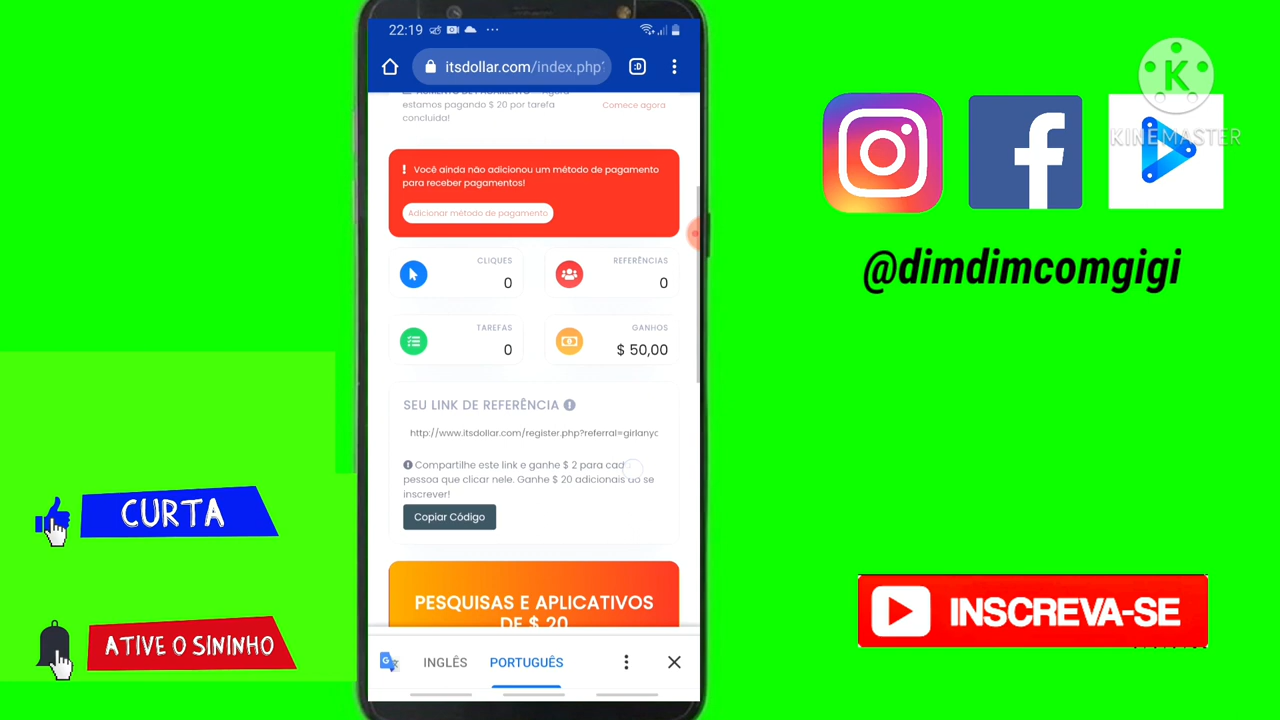 22:19
itsdollar.com/index.php?
:D
estamos pagando $ 20 por tarefa
concluída!
Comece agora
! Você ainda não adicionou um método de pagamento
para receber pagamentos!
Adicionar método de pagamento
CLIQUES
0
REFERÊNCIAS
0
TAREFAS
0
GANHOS
$ 50,00
SEU LINK DE REFERÊNCIA
http://www.itsdollar.com/register.php?referral=girlanyc
Compartilhe este link e ganhe $ 2 para cada
pessoa que clicar nele. Ganhe $ 20 adicionais ao se
inscrever!
Copiar Código
PESQUISAS E APLICATIVOS
DE $ 20
INGLÊS
PORTUGUÊS
CURTA
ATIVE O SININHO
K
KINEMASTER
f
@dimdimcomgigi
INSCREVA-SE